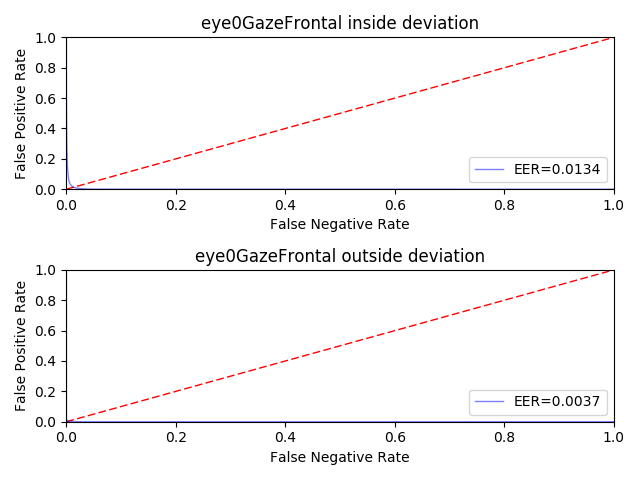 eye0GazeFrontal inside deviation
1.0
0.8
0.6
0.4
0.2
0.0
False Positive Rate
EER=0.0134
0.0 0.2 0.4 0.6 0.8 1.0
False Negative Rate
eye0GazeFrontal outside deviation
1.0
0.8
0.6
0.4
0.2
0.0
False Positive Rate
EER=0.0037
0.0 0.2 0.4 0.6 0.8 1.0
False Negative Rate